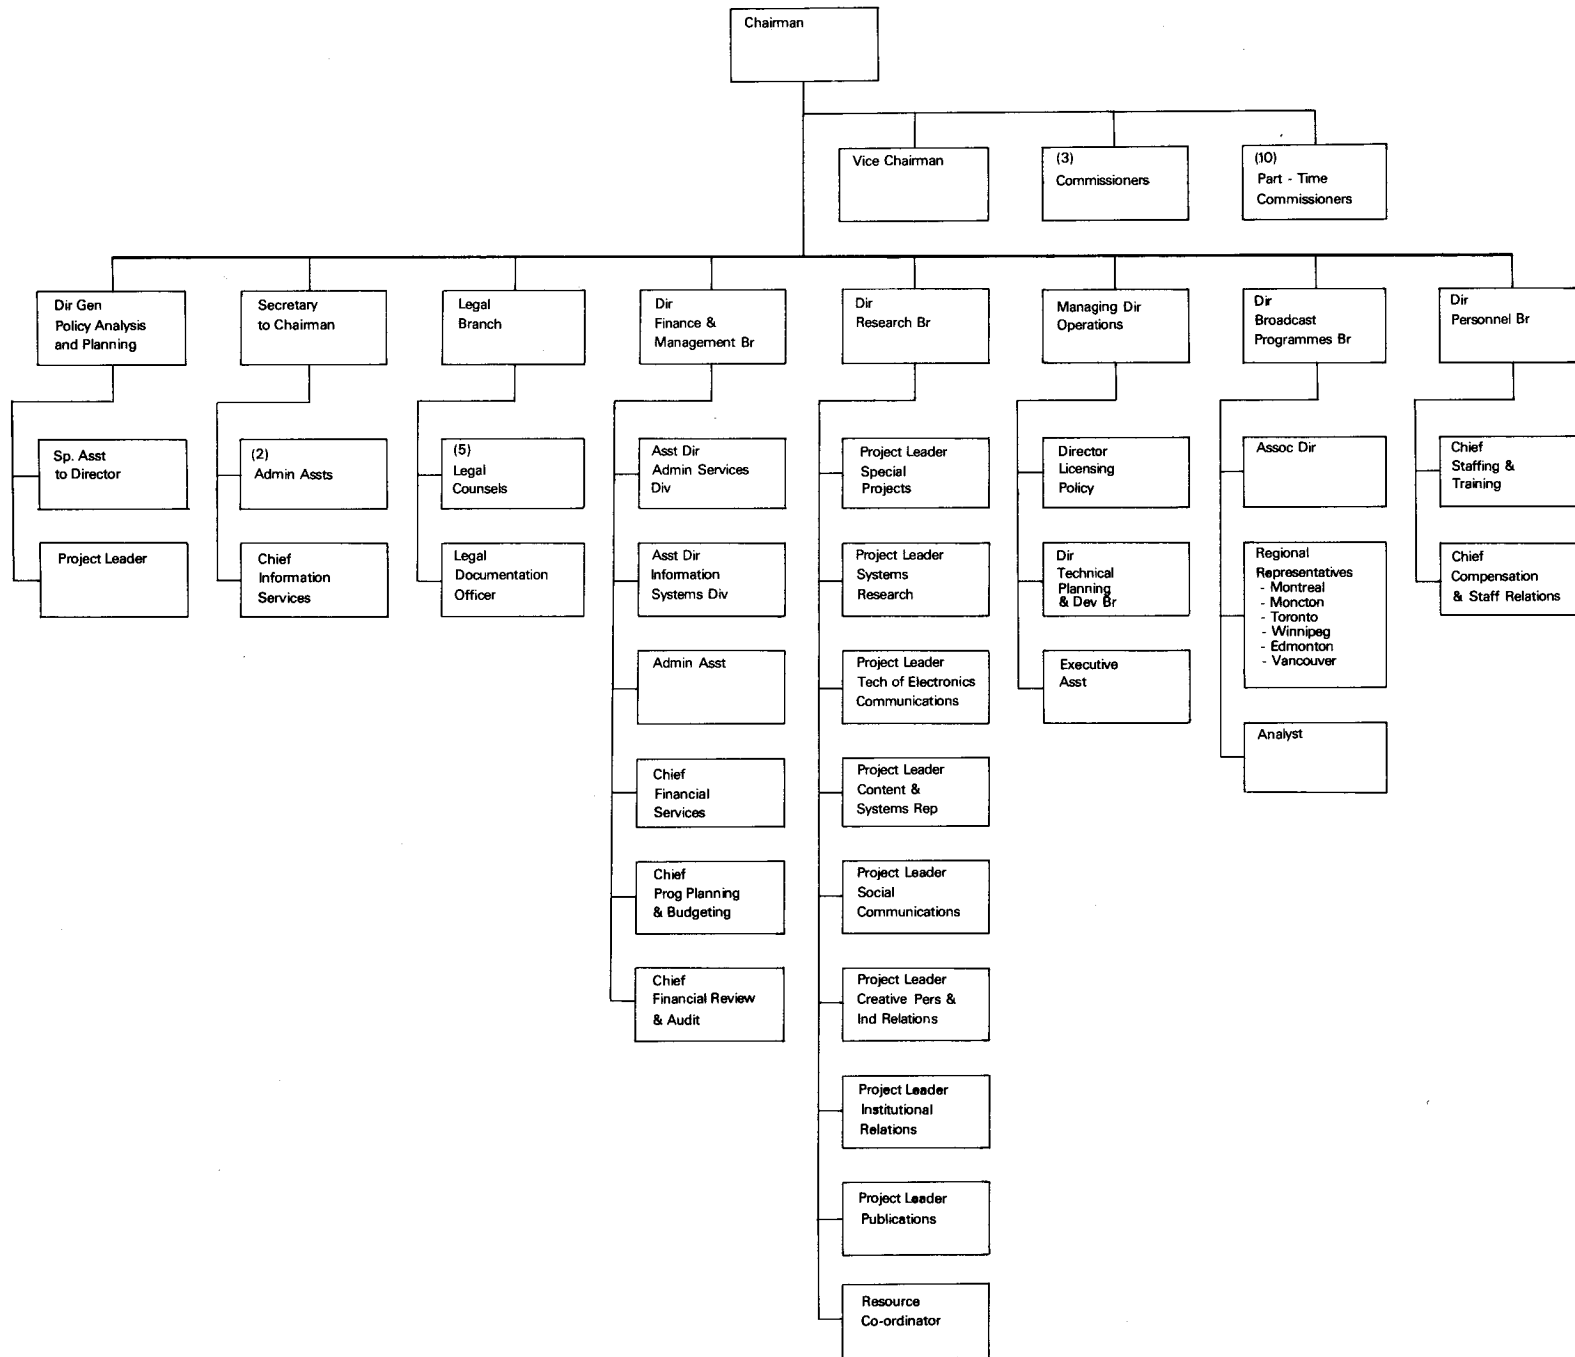 Chairman
Vice Chairman
(3)
Commissioners
(10)
Part - Time
Commissioners
Dir Gen
Policy Analysis
and Planning
Secretary
to Chairman
Legal
Branch
Dir
Finance &
Management Br
Dir
Research Br
Managing Dir
Operations
Dir
Broadcast
Programmes Br
Dir
Personnel Br
Sp. Asst
to Director
Project Leader
(2)
Admin Assts
Chief
Information
Services
(5)
Legal
Counsels
Legal
Documentation
Officer
Asst Dir
Admin Services
Div
Asst Dir
Information
Systems Div
Admin Asst
Chief
Financial
Services
Chief
Prog Planning
& Budgeting
Chief
Financial Review
& Audit
Project Leader
Special
Projects
Project Leader
Systems
Research
Project Leader
Tech of Electronics
Communications
Project Leader
Content &
Systems Rep
Project Leader
Social
Communications
Project Leader
Creative Pers &
Ind Relations
Project Leader
Institutional
Relations
Project Leader
Publications
Resource
Co-ordinator
Director
Licensing
Policy
Dir
Technical
Planning
& Dev Br
Executive
Asst
Assoc Dir
Regional
Representatives
- Montreal
- Moncton
- Toronto
- Winnipeg
- Edmonton
- Vancouver
Analyst
Chief
Staffing &
Training
Chief
Compensation
& Staff Relations